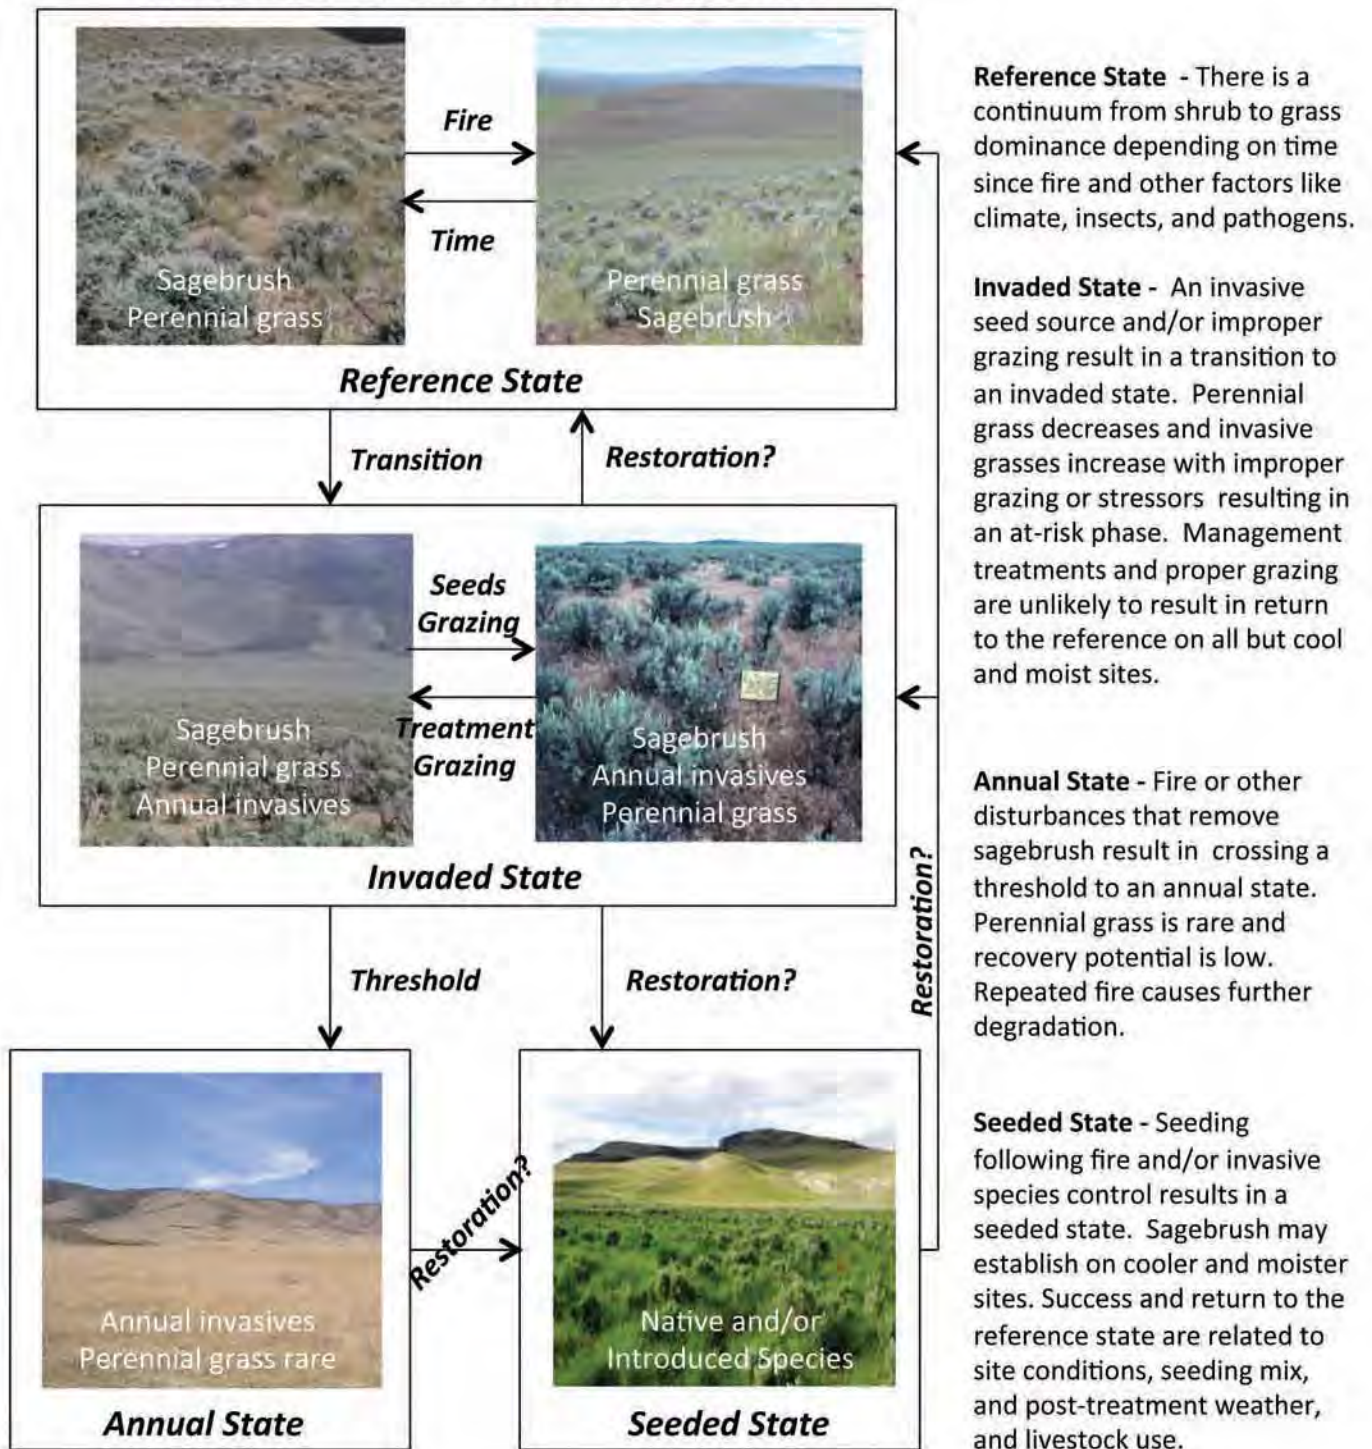 Fire
Time
Sagebrush
Perennial grass
Perennial grass
Sagebrush
Reference State
Transition
Restoration?
Seeds
Grazing
Treatment
Grazing
Sagebrush
Perennial grass
Annual invasives
Sagebrush
Annual invasives
Perennial grass
Invaded State
Threshold
Restoration?
Restoration?
Restoration?
Annual invasives
Perennial grass rare
Annual State
Native and/or
Introduced Species
Seeded State
Reference State - There is a
continuum from shrub to grass
dominance depending on time
since fire and other factors like
climate, insects, and pathogens.
Invaded State - An invasive
seed source and/or improper
grazing result in a transition to
an invaded state. Perennial
grass decreases and invasive
grasses increase with improper
grazing or stressors resulting in
an at-risk phase. Management
treatments and proper grazing
are unlikely to result in return
to the reference on all but cool
and moist sites.
Annual State - Fire or other
disturbances that remove
sagebrush result in crossing a
threshold to an annual state.
Perennial grass is rare and
recovery potential is low.
Repeated fire causes further
degradation.
Seeded State - Seeding
following fire and/or invasive
species control results in a
seeded state. Sagebrush may
establish on cooler and moister
sites. Success and return to the
reference state are related to
site conditions, seeding mix,
and post-treatment weather,
and livestock use.